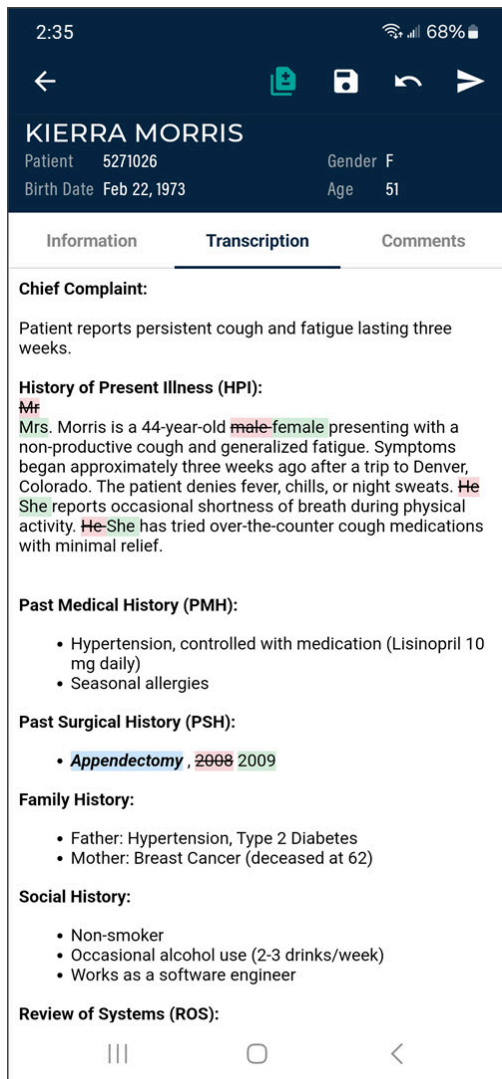 2:35 68%
KIERRA MORRIS
Patient 5271026 Gender F
Birth Date Feb 22, 1973 Age 51
Information Transcription Comments
Chief Complaint:
Patient reports persistent cough and fatigue lasting three
weeks.
History of Present Illness (HPI):
Mr
Mrs. Morris is a 44-year-old male female presenting with a
non-productive cough and generalized fatigue. Symptoms
began approximately three weeks ago after a trip to Denver,
Colorado. The patient denies fever, chills, or night sweats. He
She reports occasional shortness of breath during physical
activity. He She has tried over-the-counter cough medications
with minimal relief.
Past Medical History (PMH):
• Hypertension, controlled with medication (Lisinopril 10
mg daily)
• Seasonal allergies
Past Surgical History (PSH):
• Appendectomy , 2008 2009
Family History:
• Father: Hypertension, Type 2 Diabetes
• Mother: Breast Cancer (deceased at 62)
Social History:
• Non-smoker
• Occasional alcohol use (2-3 drinks/week)
• Works as a software engineer
Review of Systems (ROS):